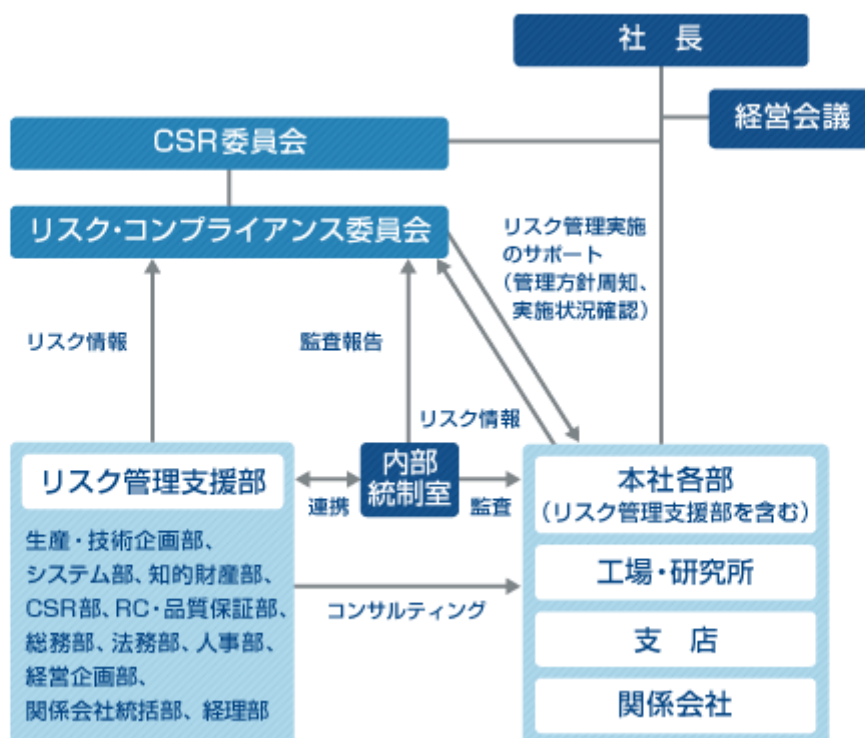 社　長
経営会議
CSR委員会
リスク・コンプライアンス委員会
リスク管理実施
のサポート
（管理方針周知、
実施状況確認）
リスク情報
監査報告
リスク情報
リスク管理支援部
生産・技術企画部、
システム部、知的財産部、
CSR部、RC・品質保証部、
総務部、法務部、人事部、
経営企画部、
関係会社統括部、経理部
連携
内部
統制室
監査
コンサルティング
本社各部
（リスク管理支援部を含む）
工場・研究所
支　店
関係会社